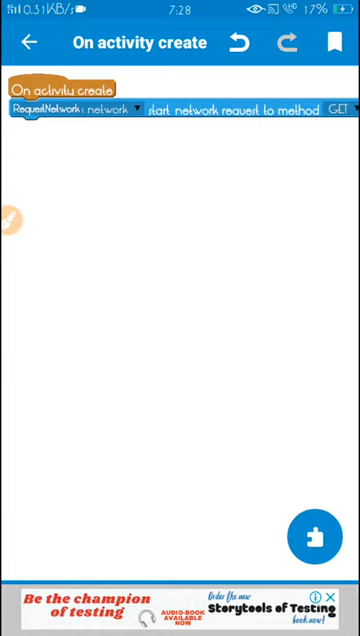 0.31KB/s 7:28 17%
On activity create
On activity create
RequestNetwork: network start network request to method GET
Be the champion
of testing
AUDIO-BOOK
AVAILABLE
NOW
Order the new
Storytools of Testing
book now!